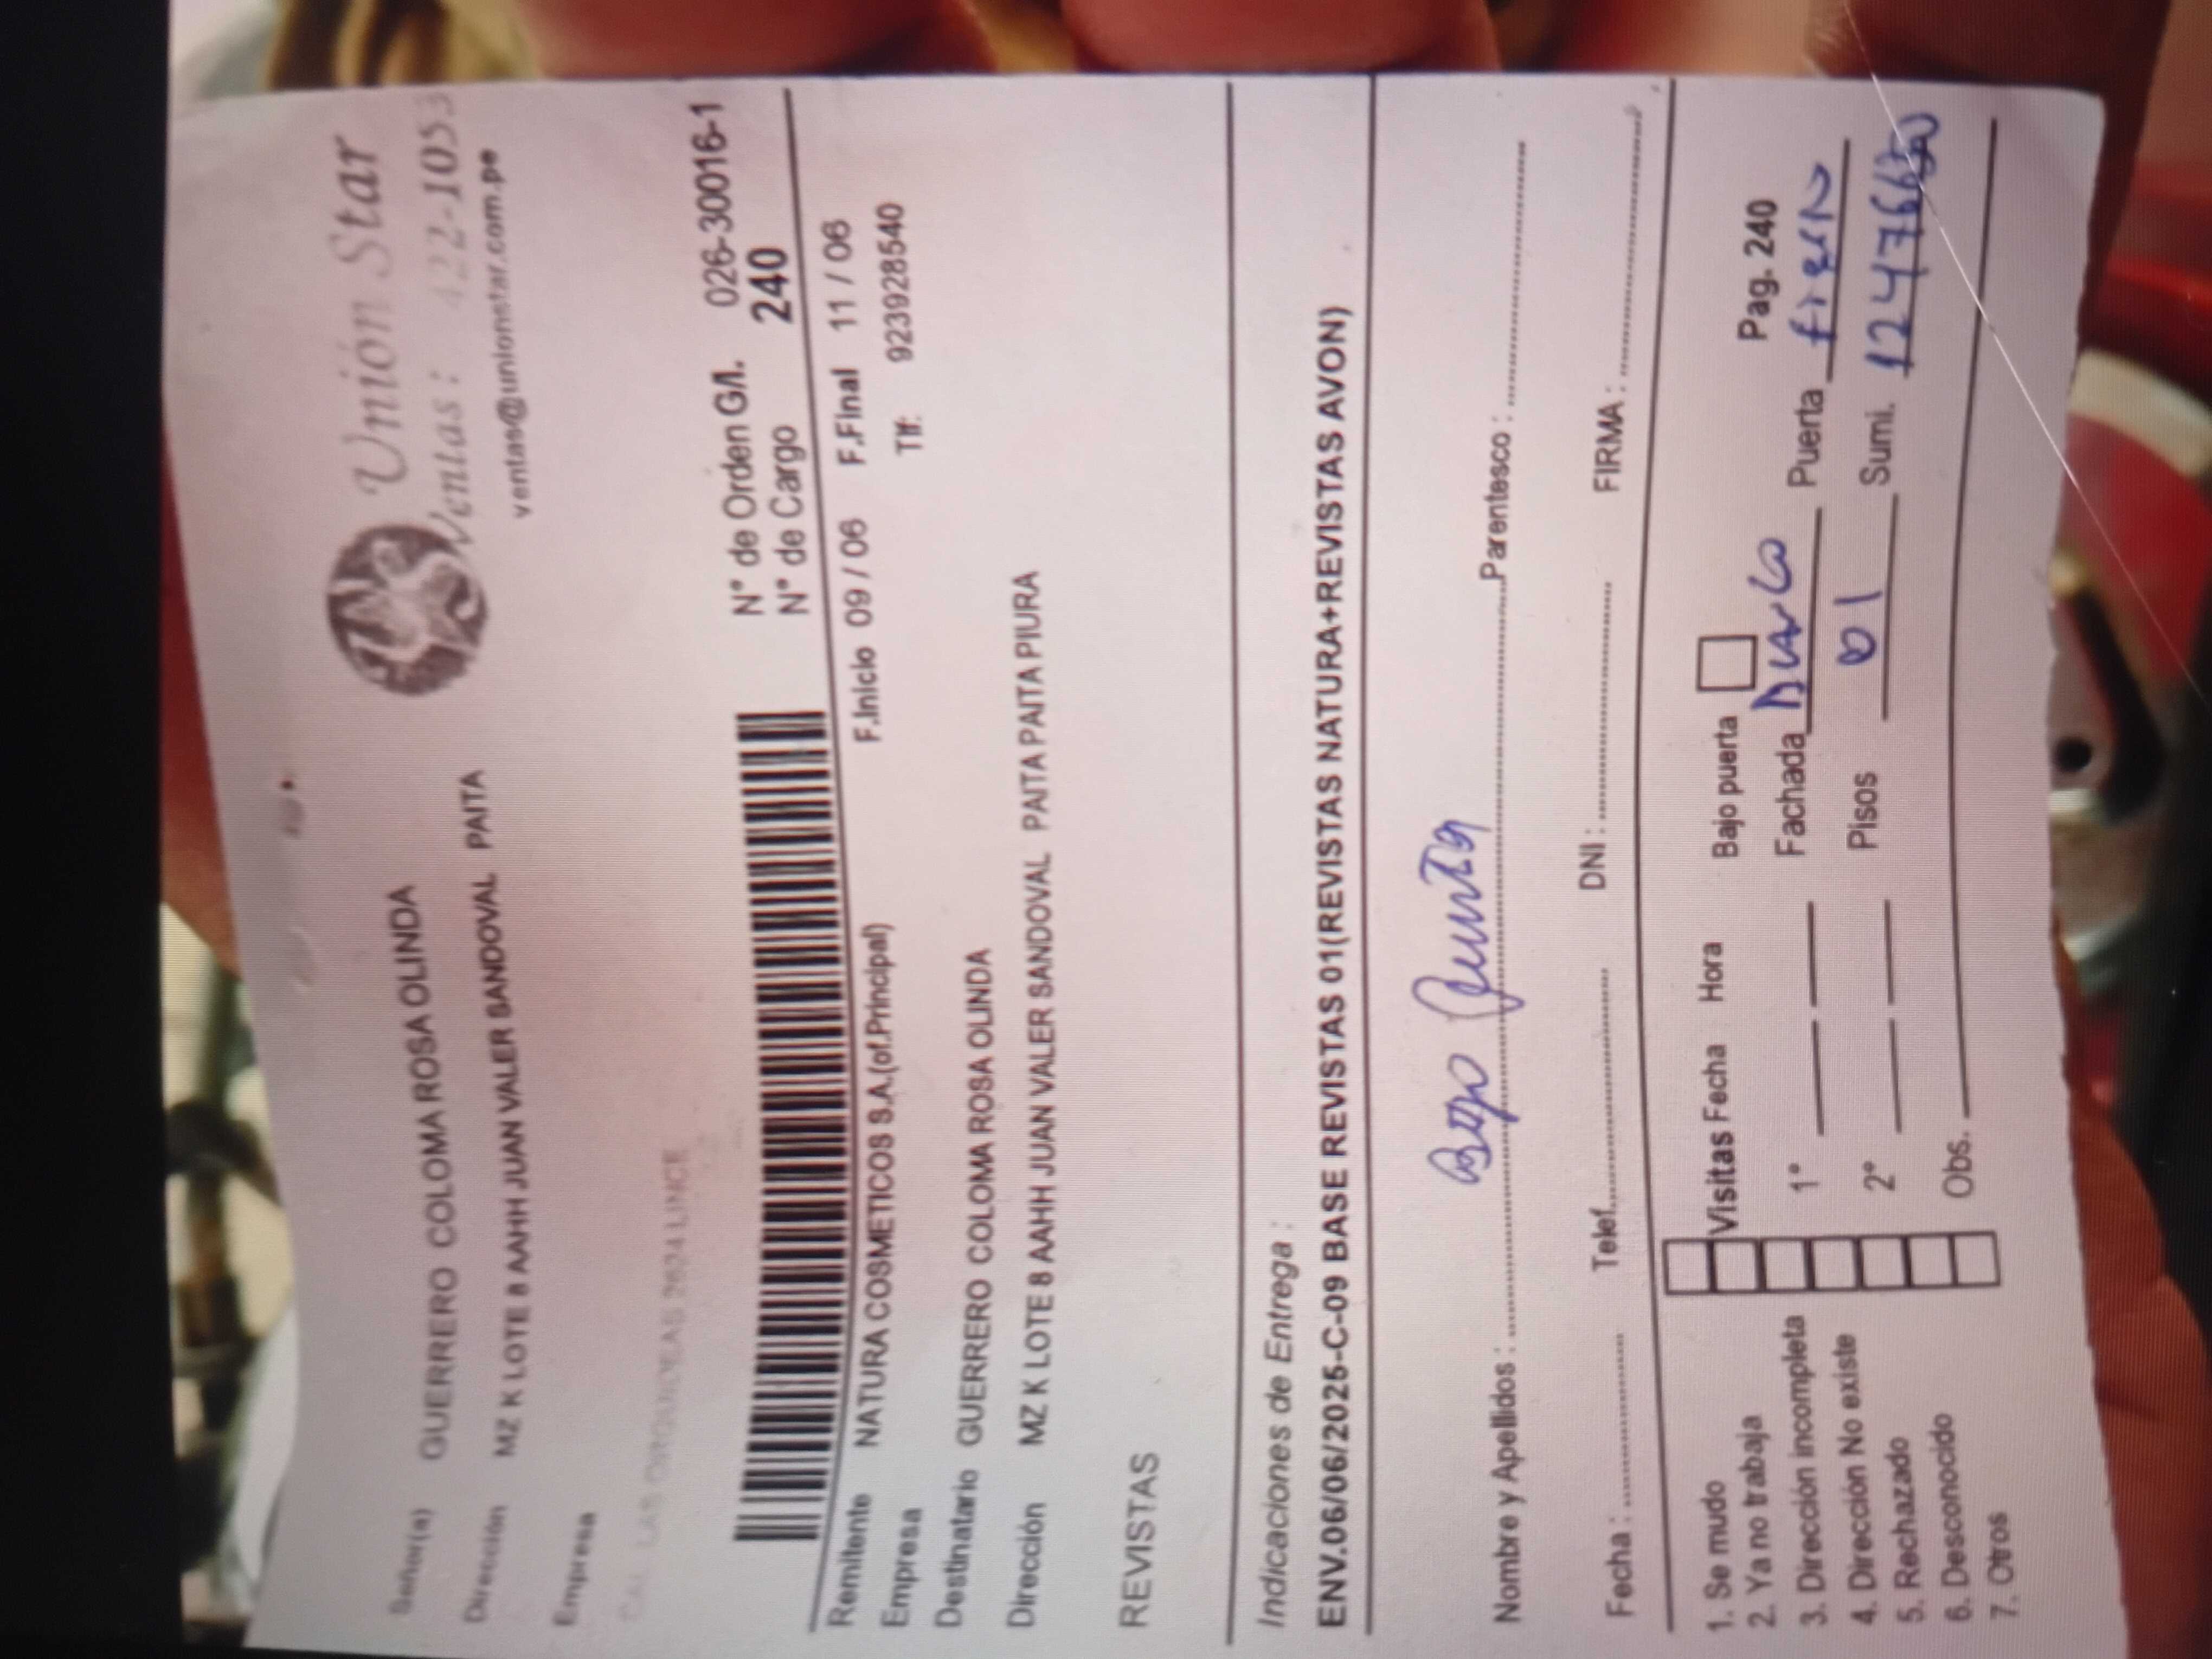 Unión Star
Ventas: 422-1053
ventas@unionstar.com.pe
Señor(a) GUERRERO COLOMA ROSA OLINDA
Dirección MZ K LOTE 8 AAHH JUAN VALER SANDOVAL PAITA
Empresa
CAL. LAS ORQUIDEAS 2624 LINCE
N° de Orden G/I. 026-30016-1
N° de Cargo 240
Remitente NATURA COSMETICOS S.A.(of.Principal) F.Inicio 09 / 06 F.Final 11 / 06
Empresa Tlf: 923928540
Destinatario GUERRERO COLOMA ROSA OLINDA
Dirección MZ K LOTE 8 AAHH JUAN VALER SANDOVAL PAITA PAITA PIURA
REVISTAS
Indicaciones de Entrega :
ENV.06/06/2025-C-09 BASE REVISTAS 01(REVISTAS NATURA+REVISTAS AVON)
Bajo Puerta
Nombre y Apellidos : Parentesco :
Fecha : Telef. DNI : FIRMA :
1. Se mudo
2. Ya no trabaja
3. Dirección incompleta
4. Dirección No existe
5. Rechazado
6. Desconocido
7. Otros
Visitas Fecha Hora Bajo puerta Pag. 240
1° Fachada Puerta
2° Pisos 01 Sumi.
Obs.